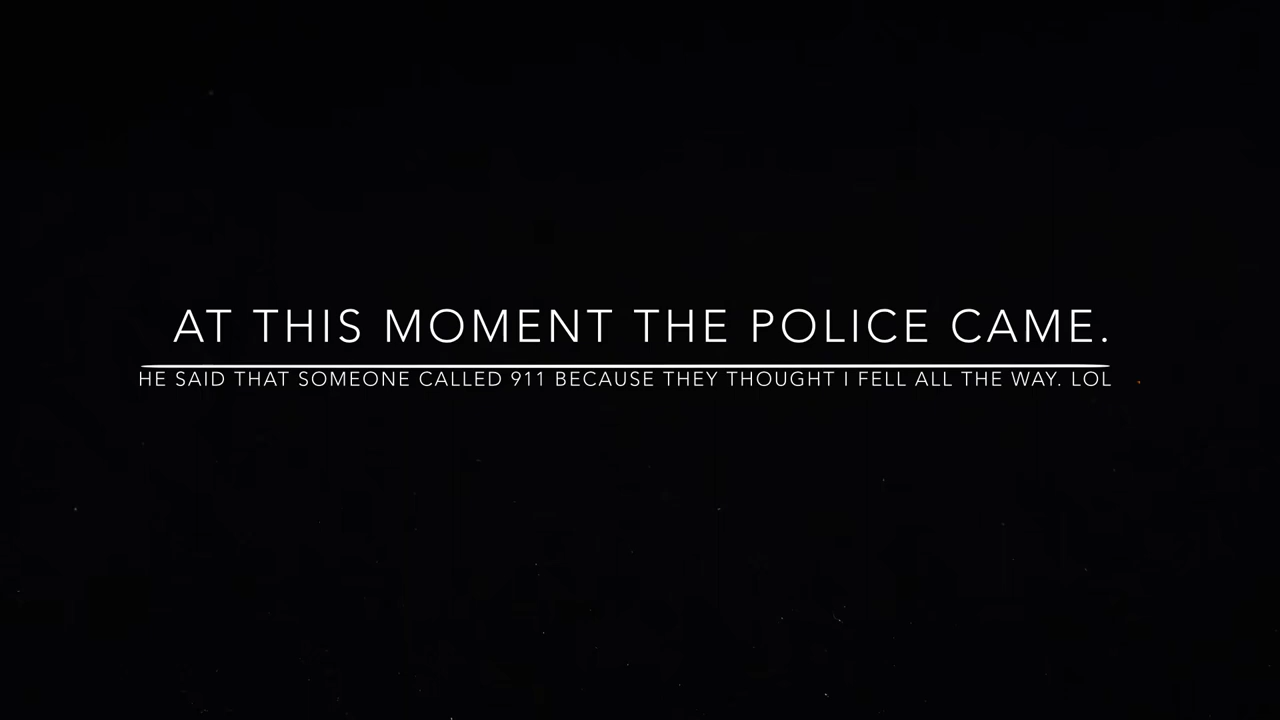 AT THIS MOMENT THE POLICE CAME.
HE SAID THAT SOMEONE CALLED 911 BECAUSE THEY THOUGHT I FELL ALL THE WAY. LOL